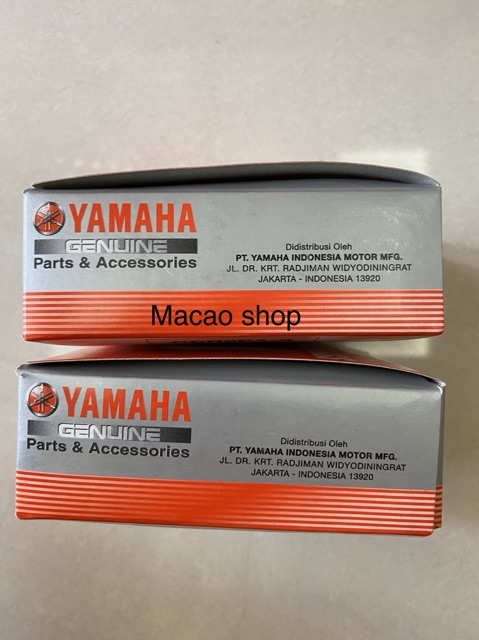 YAMAHA
GENUINE
Parts & Accessories
Didistribusi Oleh
PT. YAMAHA INDONESIA MOTOR MFG.
JL. DR. KRT. RADJIMAN WIDYODININGRAT
JAKARTA - INDONESIA 13920
Macao shop
YAMAHA
GENUINE
Parts & Accessories
Didistribusi Oleh
PT. YAMAHA INDONESIA MOTOR MFG.
JL. DR. KRT. RADJIMAN WIDYODININGRAT
JAKARTA - INDONESIA 13920